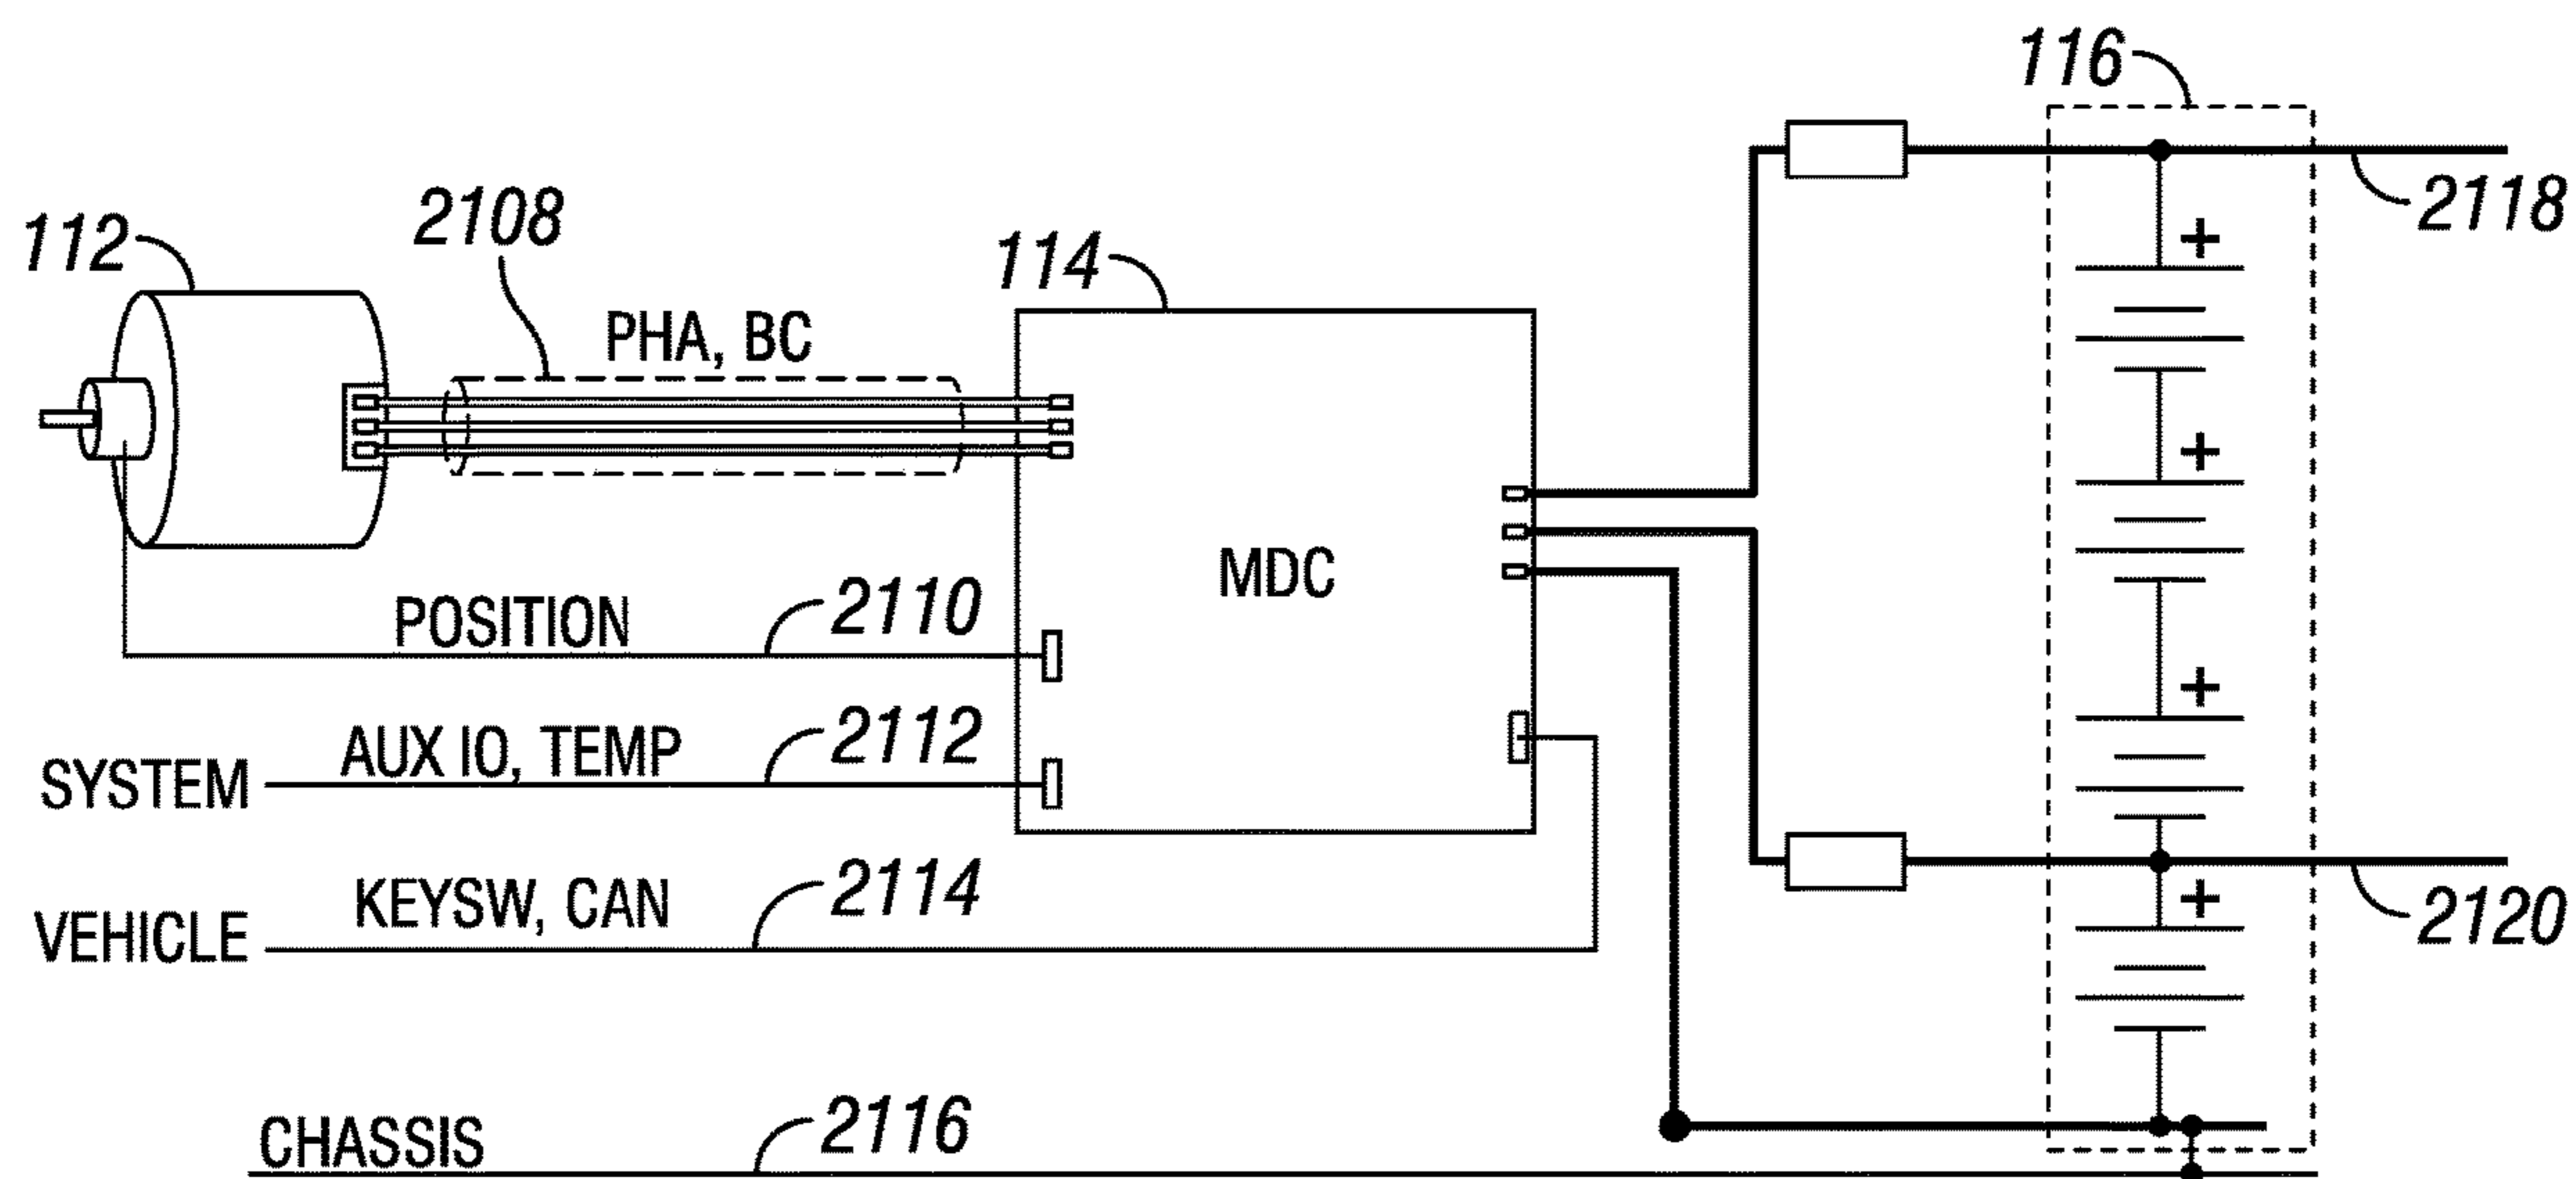 116
2118
112
2108
114
PHA, BC
+
+
MDC
POSITION
2110
+
SYSTEM
AUX IO, TEMP
2112
VEHICLE
KEYSW, CAN
2114
+
2120
CHASSIS
2116